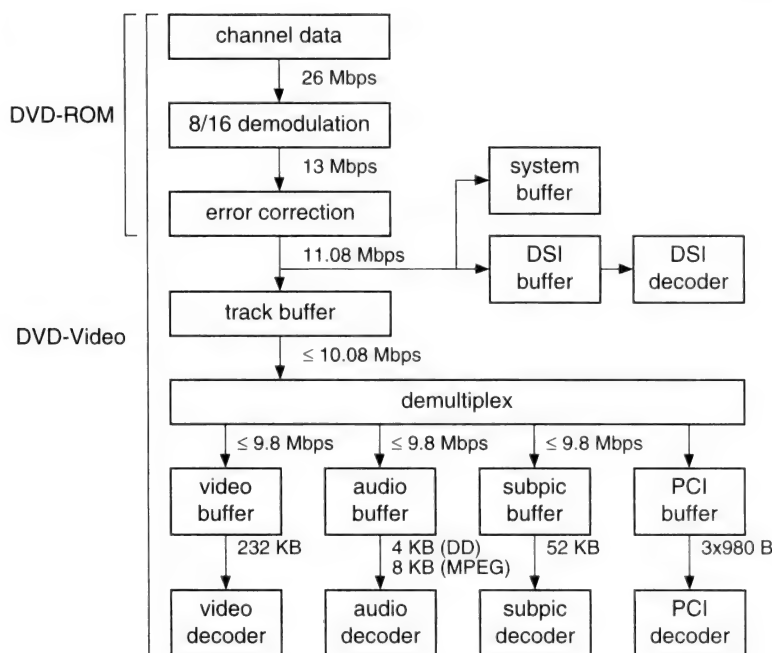 channel data
26 Mbps
DVD-ROM
8/16 demodulation
13 Mbps
system
buffer
error correction
11.08 Mbps
DSI
buffer
DSI
decoder
track buffer
DVD-Video
≤ 10.08 Mbps
demultiplex
≤ 9.8 Mbps
≤ 9.8 Mbps
≤ 9.8 Mbps
video
buffer
audio
buffer
subpic
buffer
PCI
buffer
232 KB
4 KB (DD)
8 KB (MPEG)
52 KB
3x980 B
video
decoder
audio
decoder
subpic
decoder
PCI
decoder